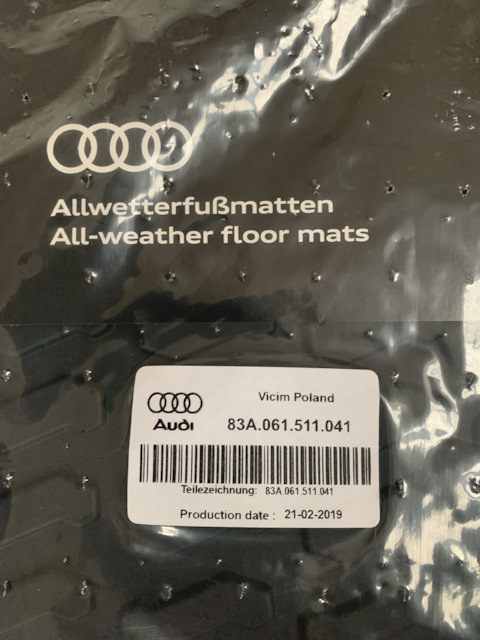 Allwetterfußmatten
All-weather floor mats
Vicim Poland
Audi
83A.061.511.041
Teilezeichnung: 83A.061.511.041
Production date : 21-02-2019